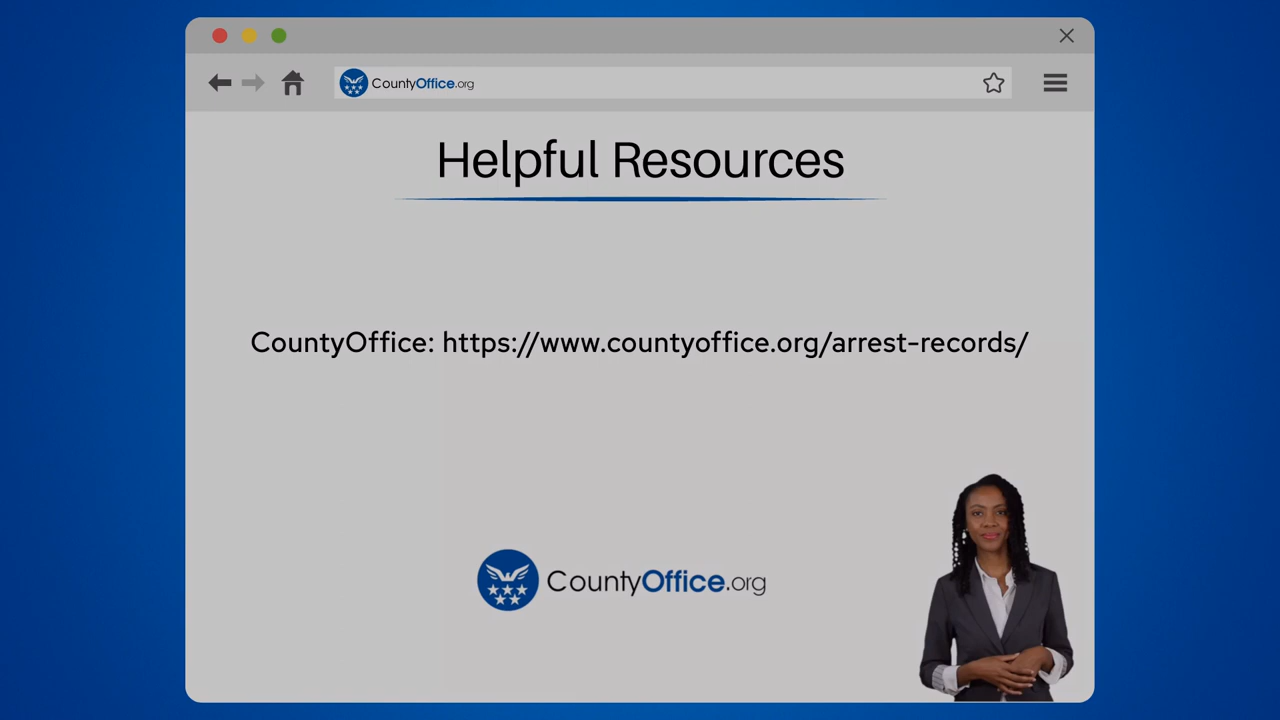 CountyOffice.org
Helpful Resources
CountyOffice: https://www.countyoffice.org/arrest-records/
CountyOffice.org